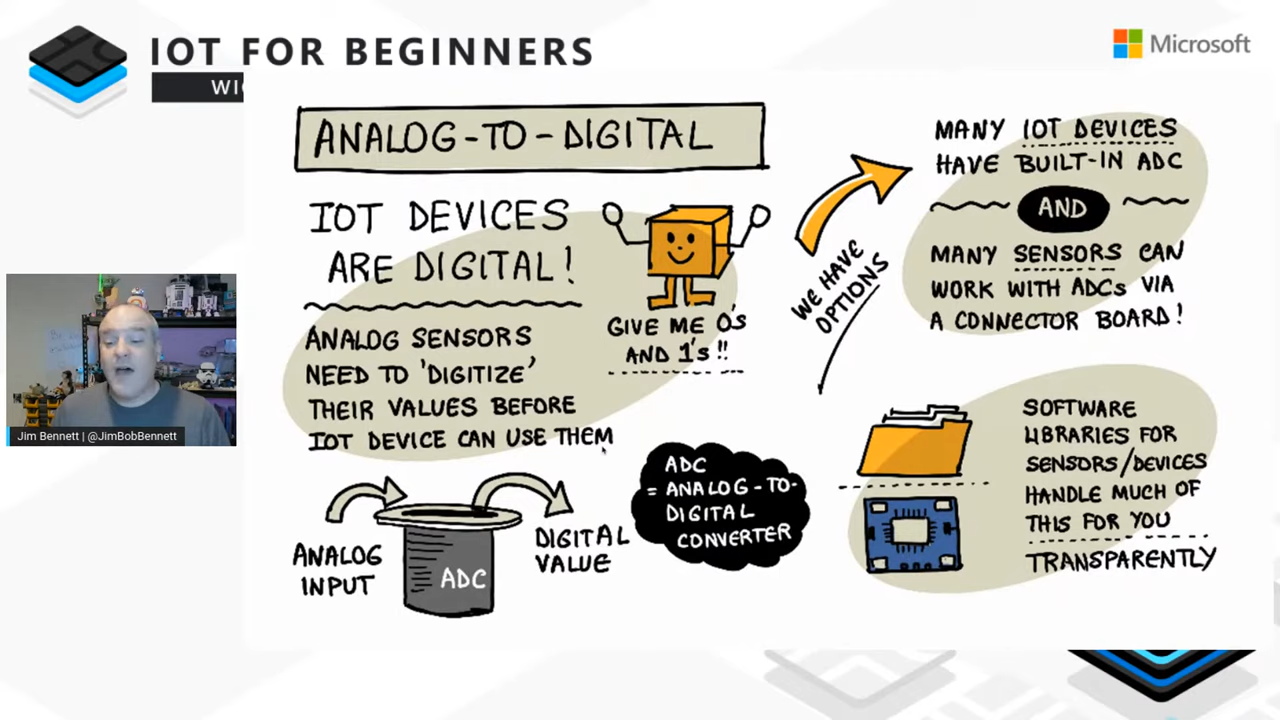 IOT FOR BEGINNERS
Microsoft
ANALOG-TO-DIGITAL
IOT DEVICES
ARE DIGITAL!
ANALOG SENSORS
NEED TO 'DIGITIZE'
THEIR VALUES BEFORE
IOT DEVICE CAN USE THEM
GIVE ME 0's
AND 1's !!
ANALOG
INPUT
ADC
DIGITAL
VALUE
ADC
= ANALOG-TO-
DIGITAL
CONVERTER
WE HAVE
OPTIONS
MANY IOT DEVICES
HAVE BUILT-IN ADC
AND
MANY SENSORS CAN
WORK WITH ADCs VIA
A CONNECTOR BOARD!
SOFTWARE
LIBRARIES FOR
SENSORS/DEVICES
HANDLE MUCH OF
THIS FOR YOU
TRANSPARENTLY
Jim Bennett | @JimBobBennett